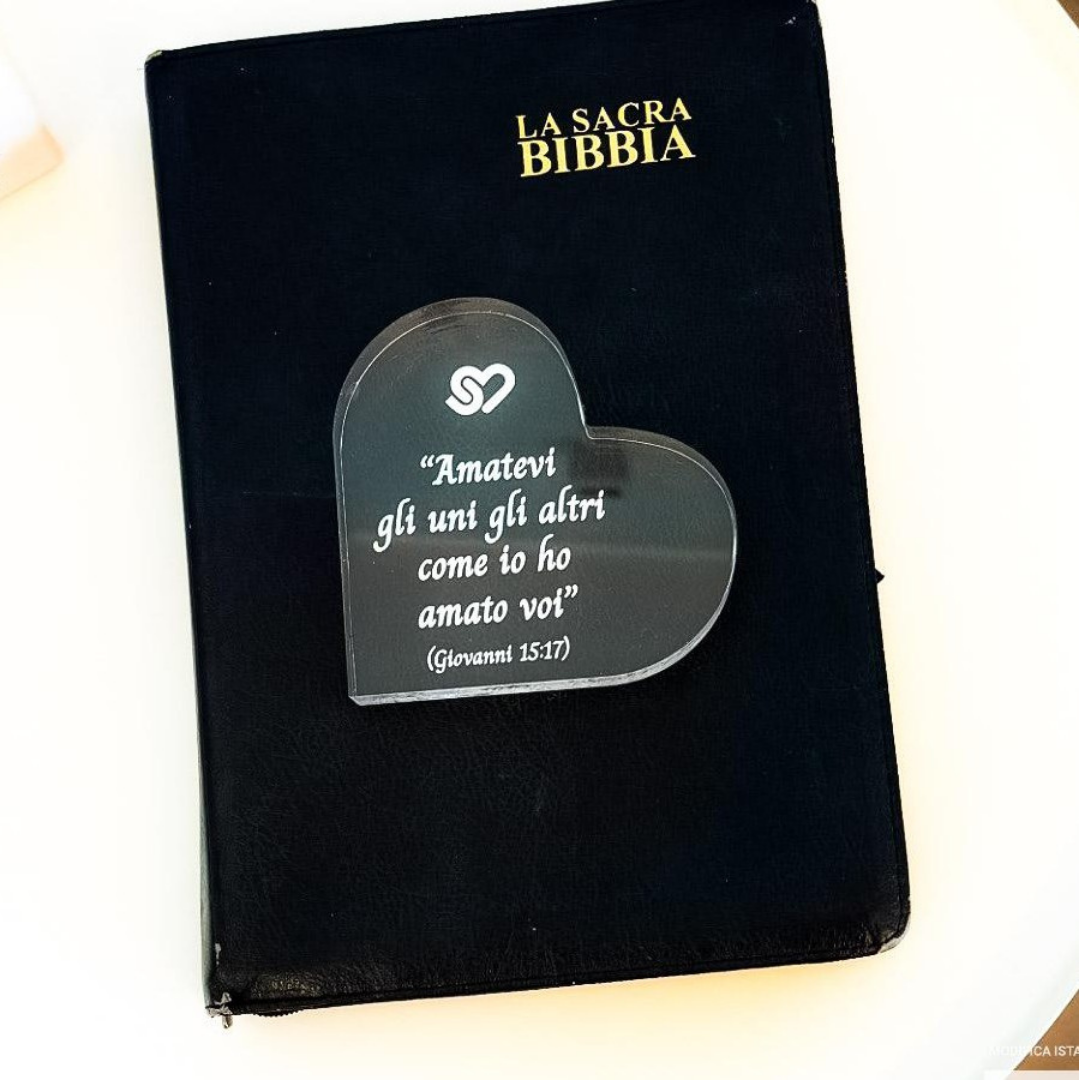 LA SACRA
BIBBIA
“Amatevi
gli uni gli altri
come io ho
amato voi”
(Giovanni 15:17)